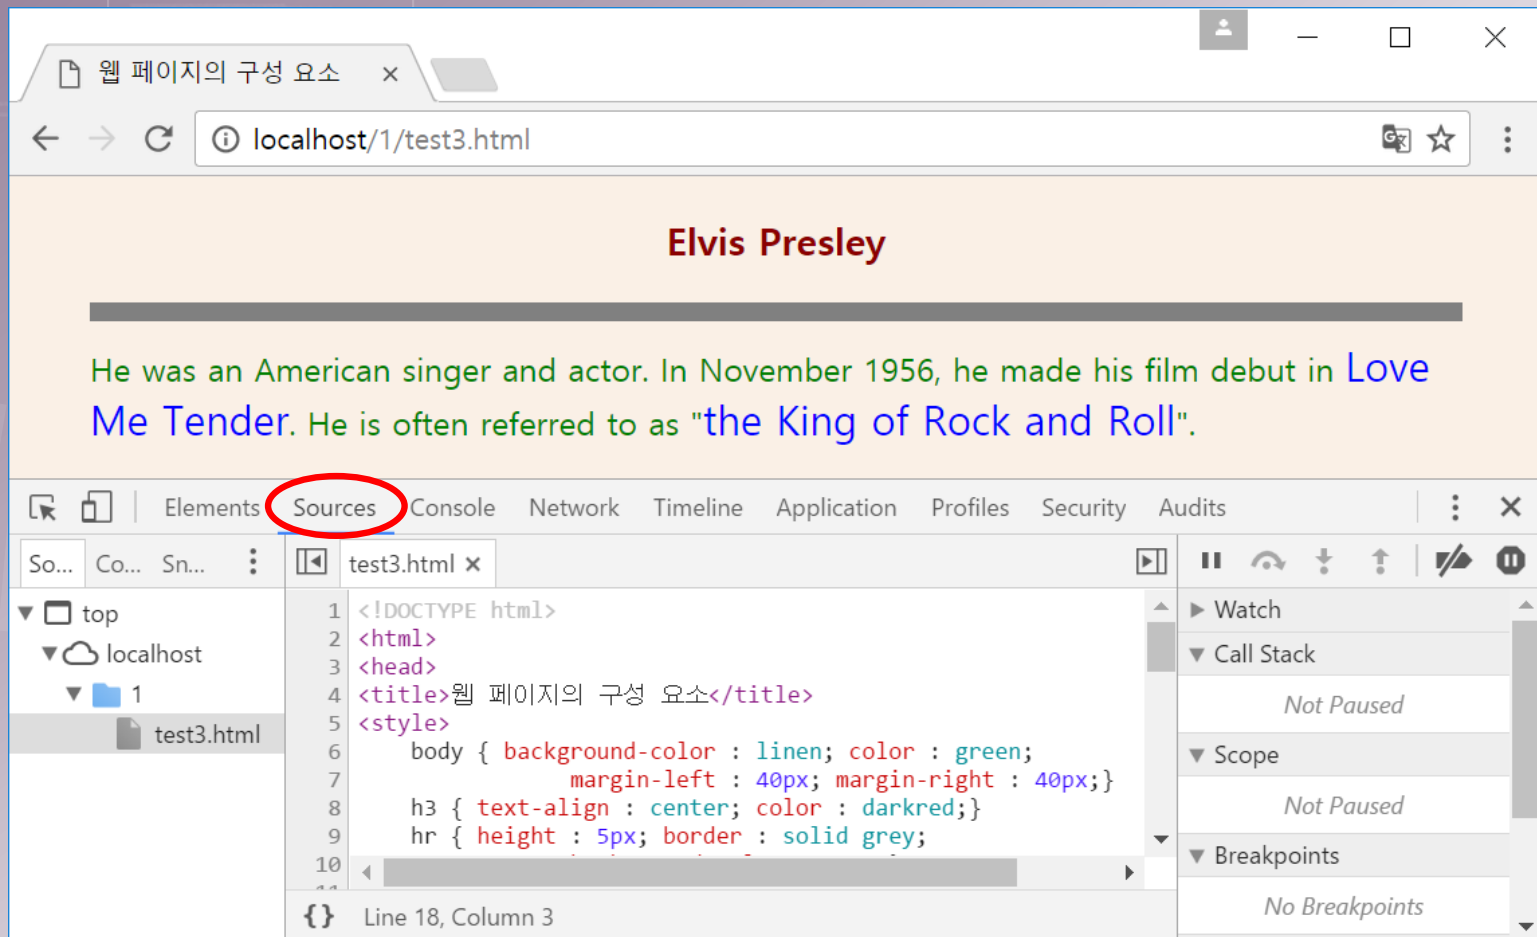 웹 페이지의 구성 요소
localhost/1/test3.html
Elvis Presley
He was an American singer and actor. In November 1956, he made his film debut in Love
Me Tender. He is often referred to as "the King of Rock and Roll".
Elements Sources Console Network Timeline Application Profiles Security Audits
So... Co... Sn...
test3.html
top
localhost
1
test3.html
1 <!DOCTYPE html>
2 <html>
3 <head>
4 <title>웹 페이지의 구성 요소</title>
5 <style>
6 body { background-color : linen; color : green;
7 margin-left : 40px; margin-right : 40px;}
8 h3 { text-align : center; color : darkred;}
9 hr { height : 5px; border : solid grey;
10
{} Line 18, Column 3
Watch
Call Stack
Not Paused
Scope
Not Paused
Breakpoints
No Breakpoints